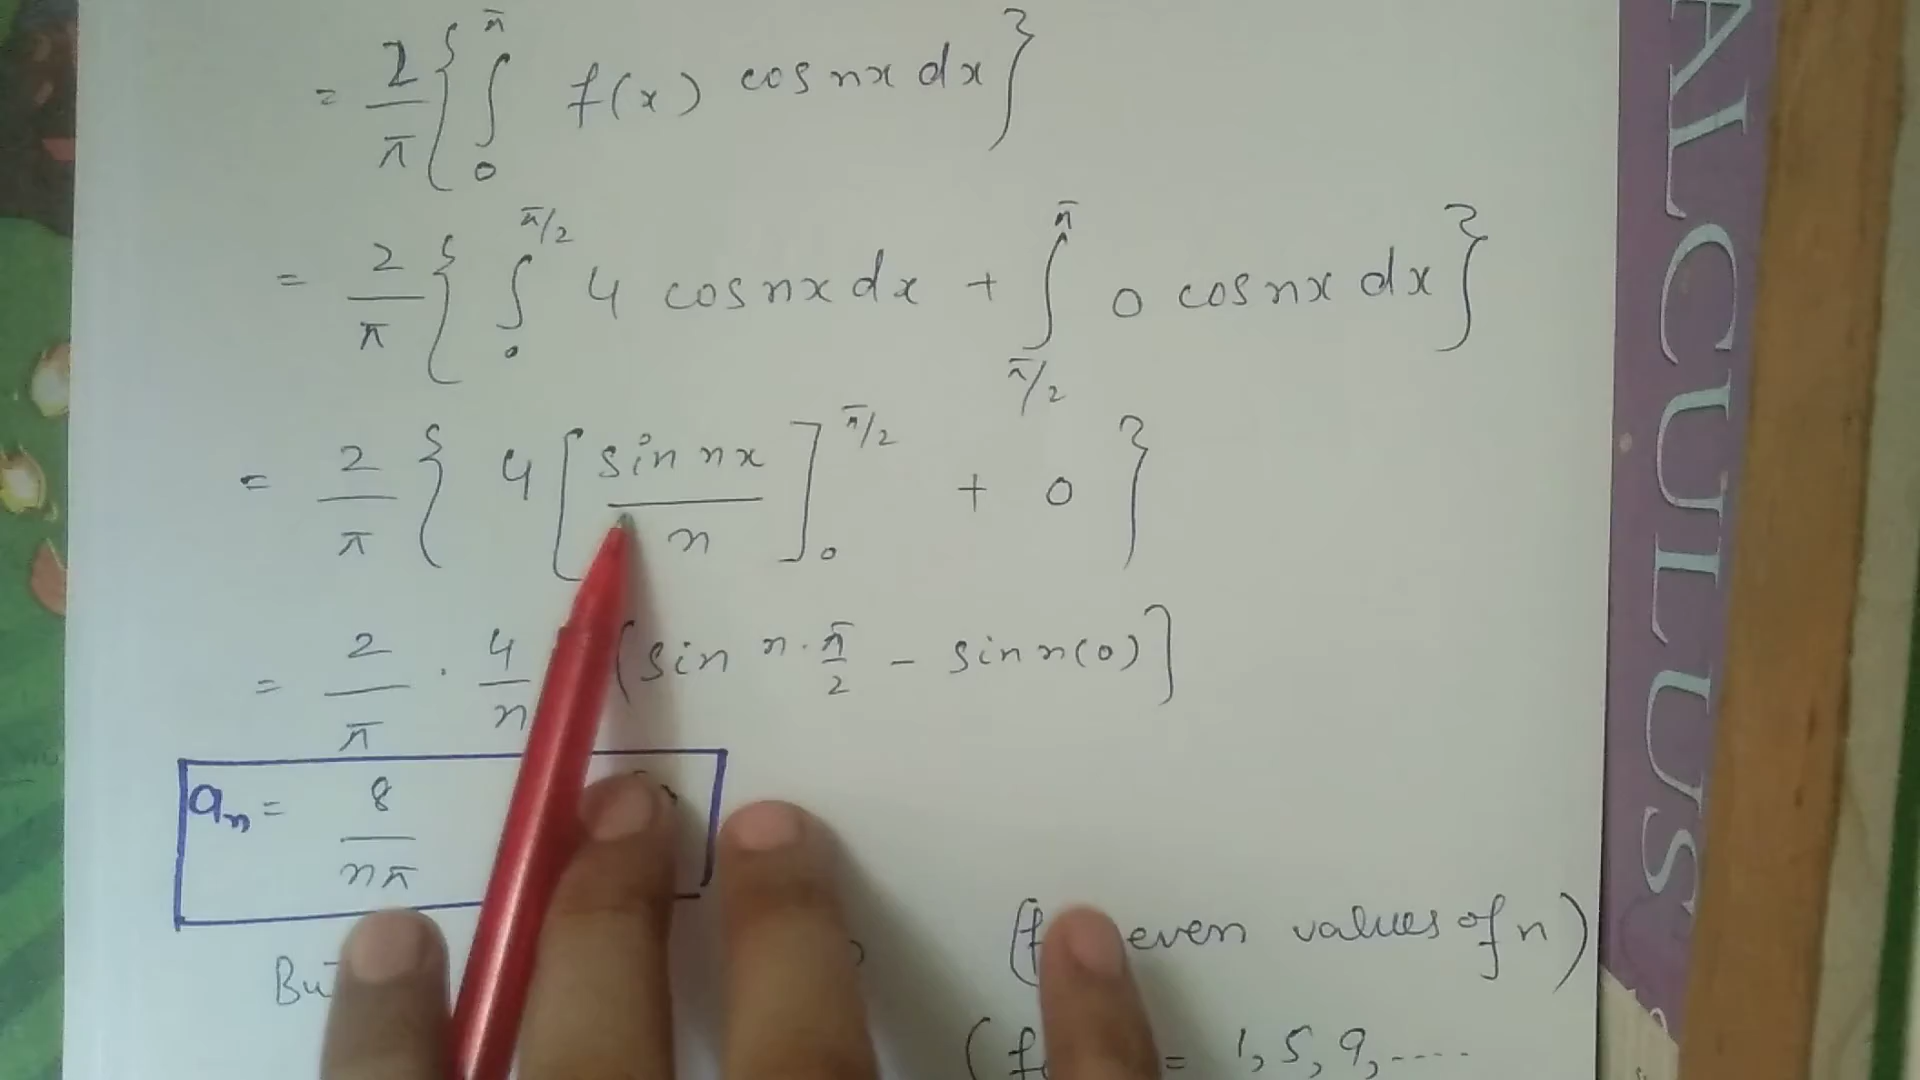 = 2/π { ∫₀^π f(x) cos nx dx }
= 2/π { ∫₀^π/2 4 cos nx dx + ∫_π/2^π 0 cos nx dx }
= 2/π { 4 [ sin nx / n ]₀^π/2 + 0 }
= 2/π · 4/n ( sin n · π/2 − sin n(0) ]
aₙ = 8/nπ
( even values of n )
( = 1, 5, 9, ....
CALCULUS